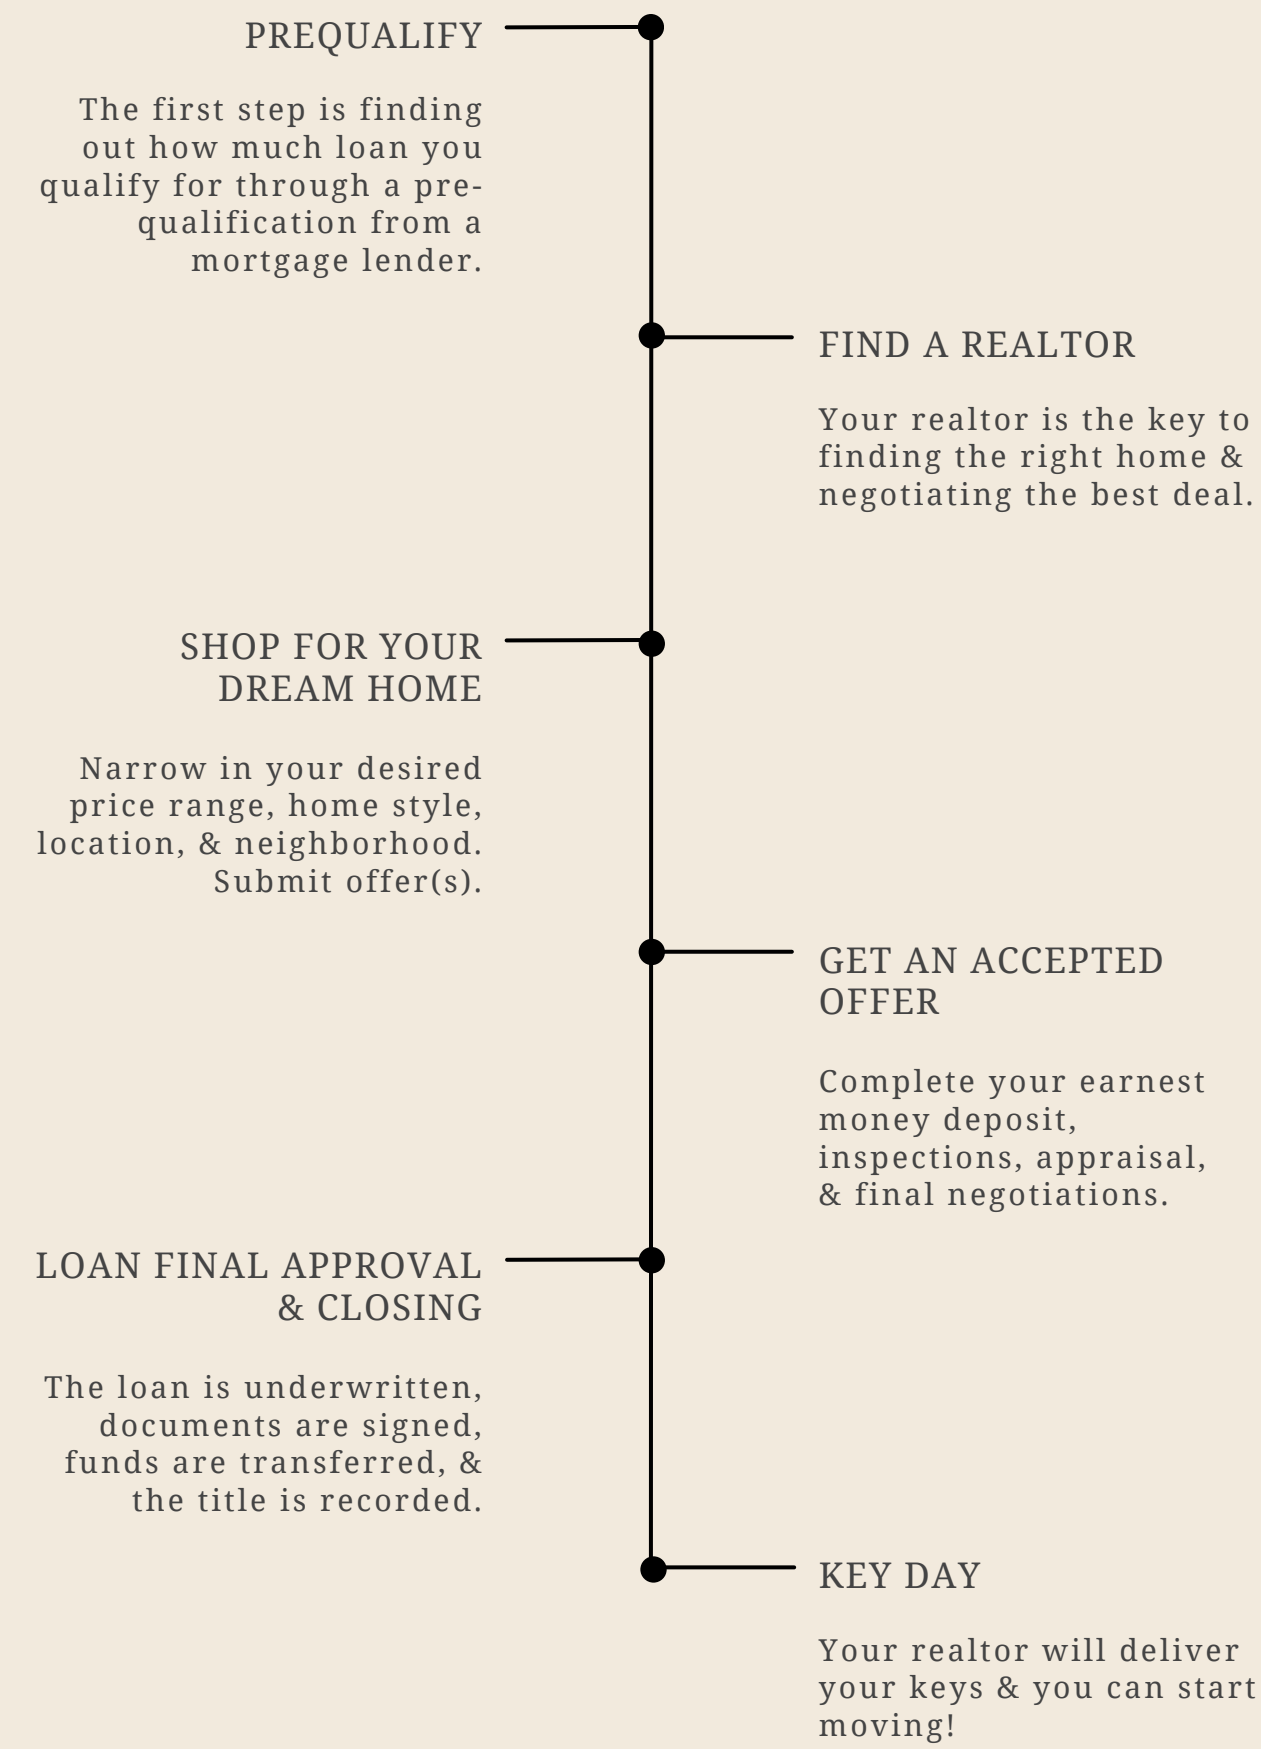 PREQUALIFY
The first step is finding
out how much loan you
qualify for through a pre-
qualification from a
mortgage lender.
FIND A REALTOR
Your realtor is the key to
finding the right home &
negotiating the best deal.
SHOP FOR YOUR
DREAM HOME
Narrow in your desired
price range, home style,
location, & neighborhood.
Submit offer(s).
GET AN ACCEPTED
OFFER
Complete your earnest
money deposit,
inspections, appraisal,
& final negotiations.
LOAN FINAL APPROVAL
& CLOSING
The loan is underwritten,
documents are signed,
funds are transferred, &
the title is recorded.
KEY DAY
Your realtor will deliver
your keys & you can start
moving!